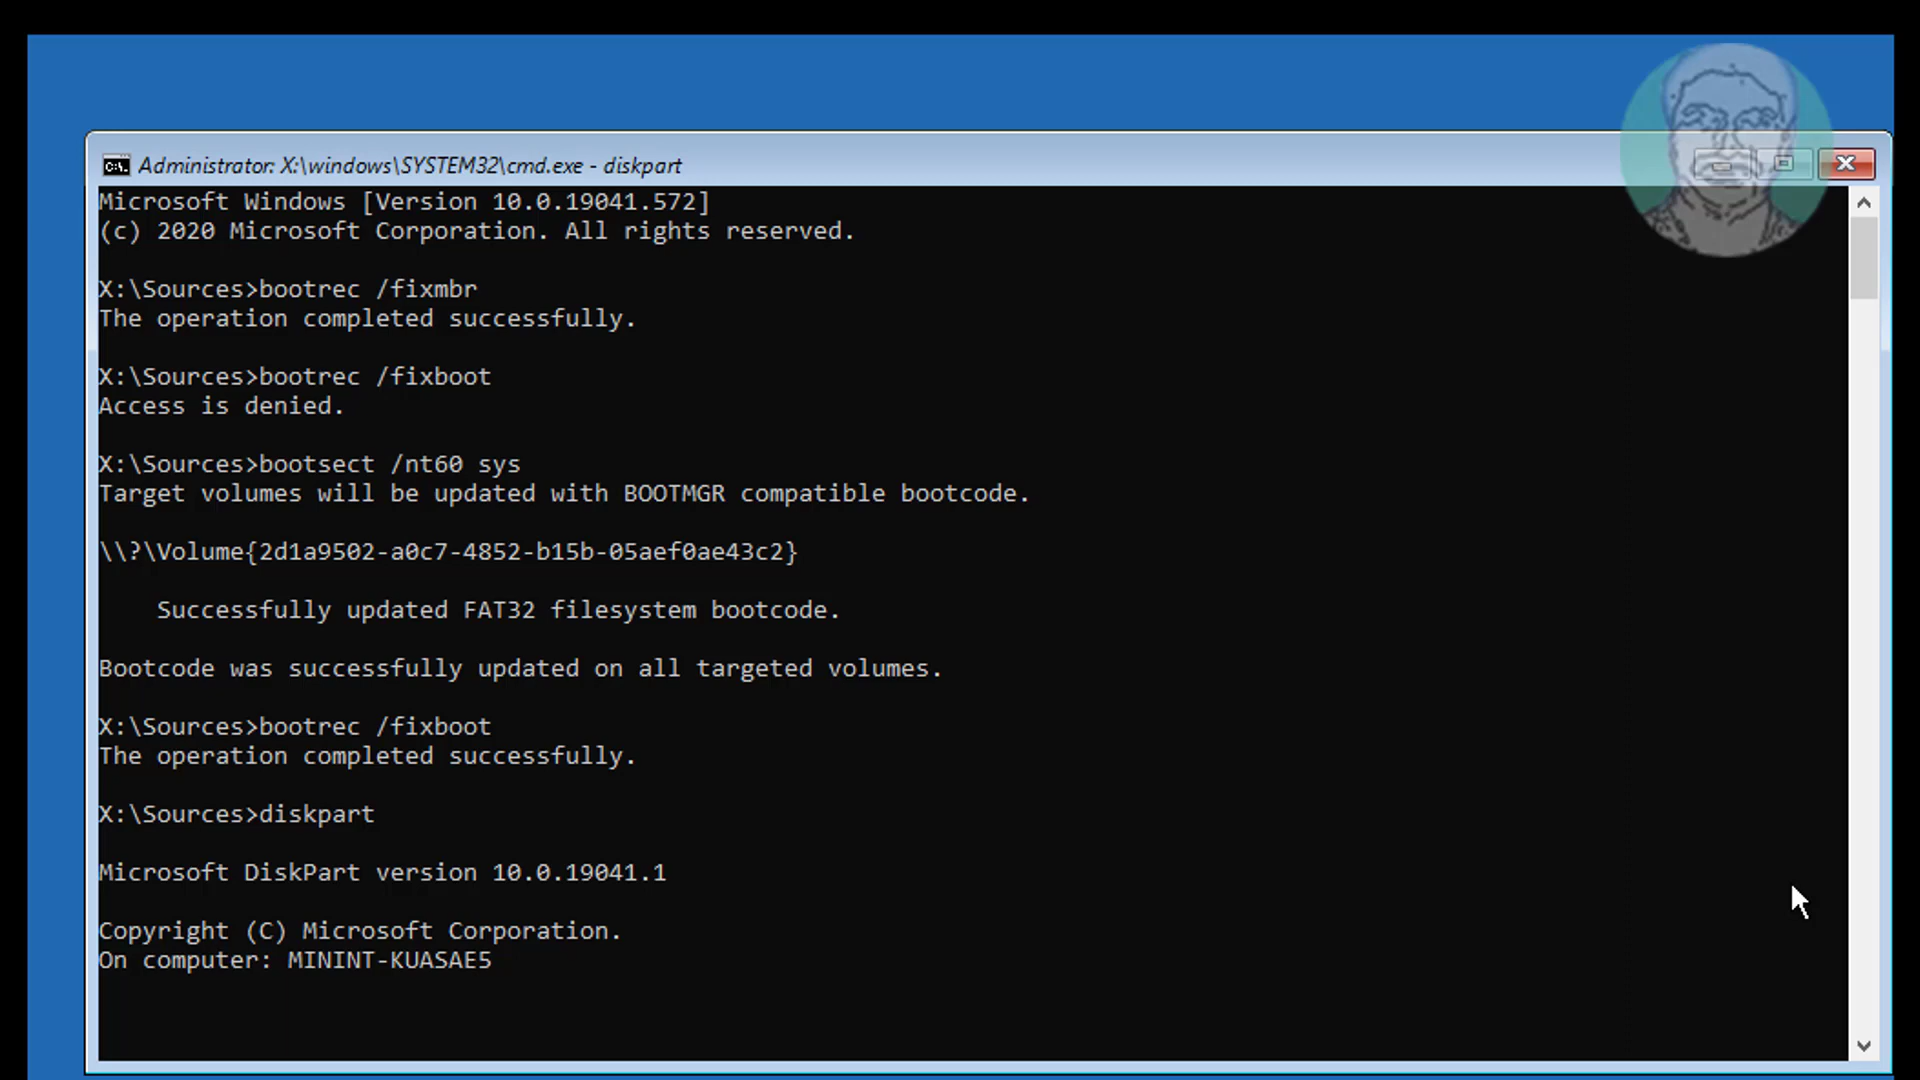 Administrator: X:\windows\SYSTEM32\cmd.exe - diskpart
Microsoft Windows [Version 10.0.19041.572]
(c) 2020 Microsoft Corporation. All rights reserved.
X:\Sources>bootrec /fixmbr
The operation completed successfully.
X:\Sources>bootrec /fixboot
Access is denied.
X:\Sources>bootsect /nt60 sys
Target volumes will be updated with BOOTMGR compatible bootcode.
\\?\Volume{2d1a9502-a0c7-4852-b15b-05aef0ae43c2}
Successfully updated FAT32 filesystem bootcode.
Bootcode was successfully updated on all targeted volumes.
X:\Sources>bootrec /fixboot
The operation completed successfully.
X:\Sources>diskpart
Microsoft DiskPart version 10.0.19041.1
Copyright (C) Microsoft Corporation.
On computer: MININT-KUASAE5